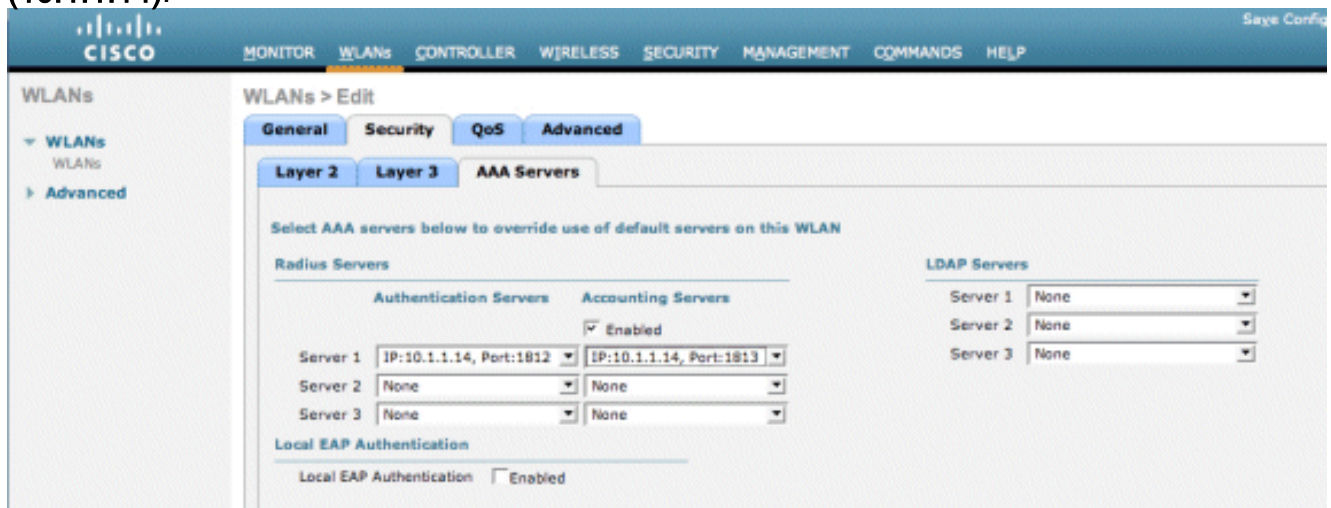 (10.1.1.14).
Save Config
CISCO
MONITOR WLANs CONTROLLER WIRELESS SECURITY MANAGEMENT COMMANDS HELP
WLANs
WLANs > Edit
General Security QoS Advanced
WLANs
WLANs
Advanced
Layer 2 Layer 3 AAA Servers
Select AAA servers below to override use of default servers on this WLAN
Radius Servers
LDAP Servers
Authentication Servers Accounting Servers
Enabled
Server 1 IP:10.1.1.14, Port:1812 IP:10.1.1.14, Port:1813
Server 2 None None
Server 3 None None
Server 1 None
Server 2 None
Server 3 None
Local EAP Authentication
Local EAP Authentication Enabled